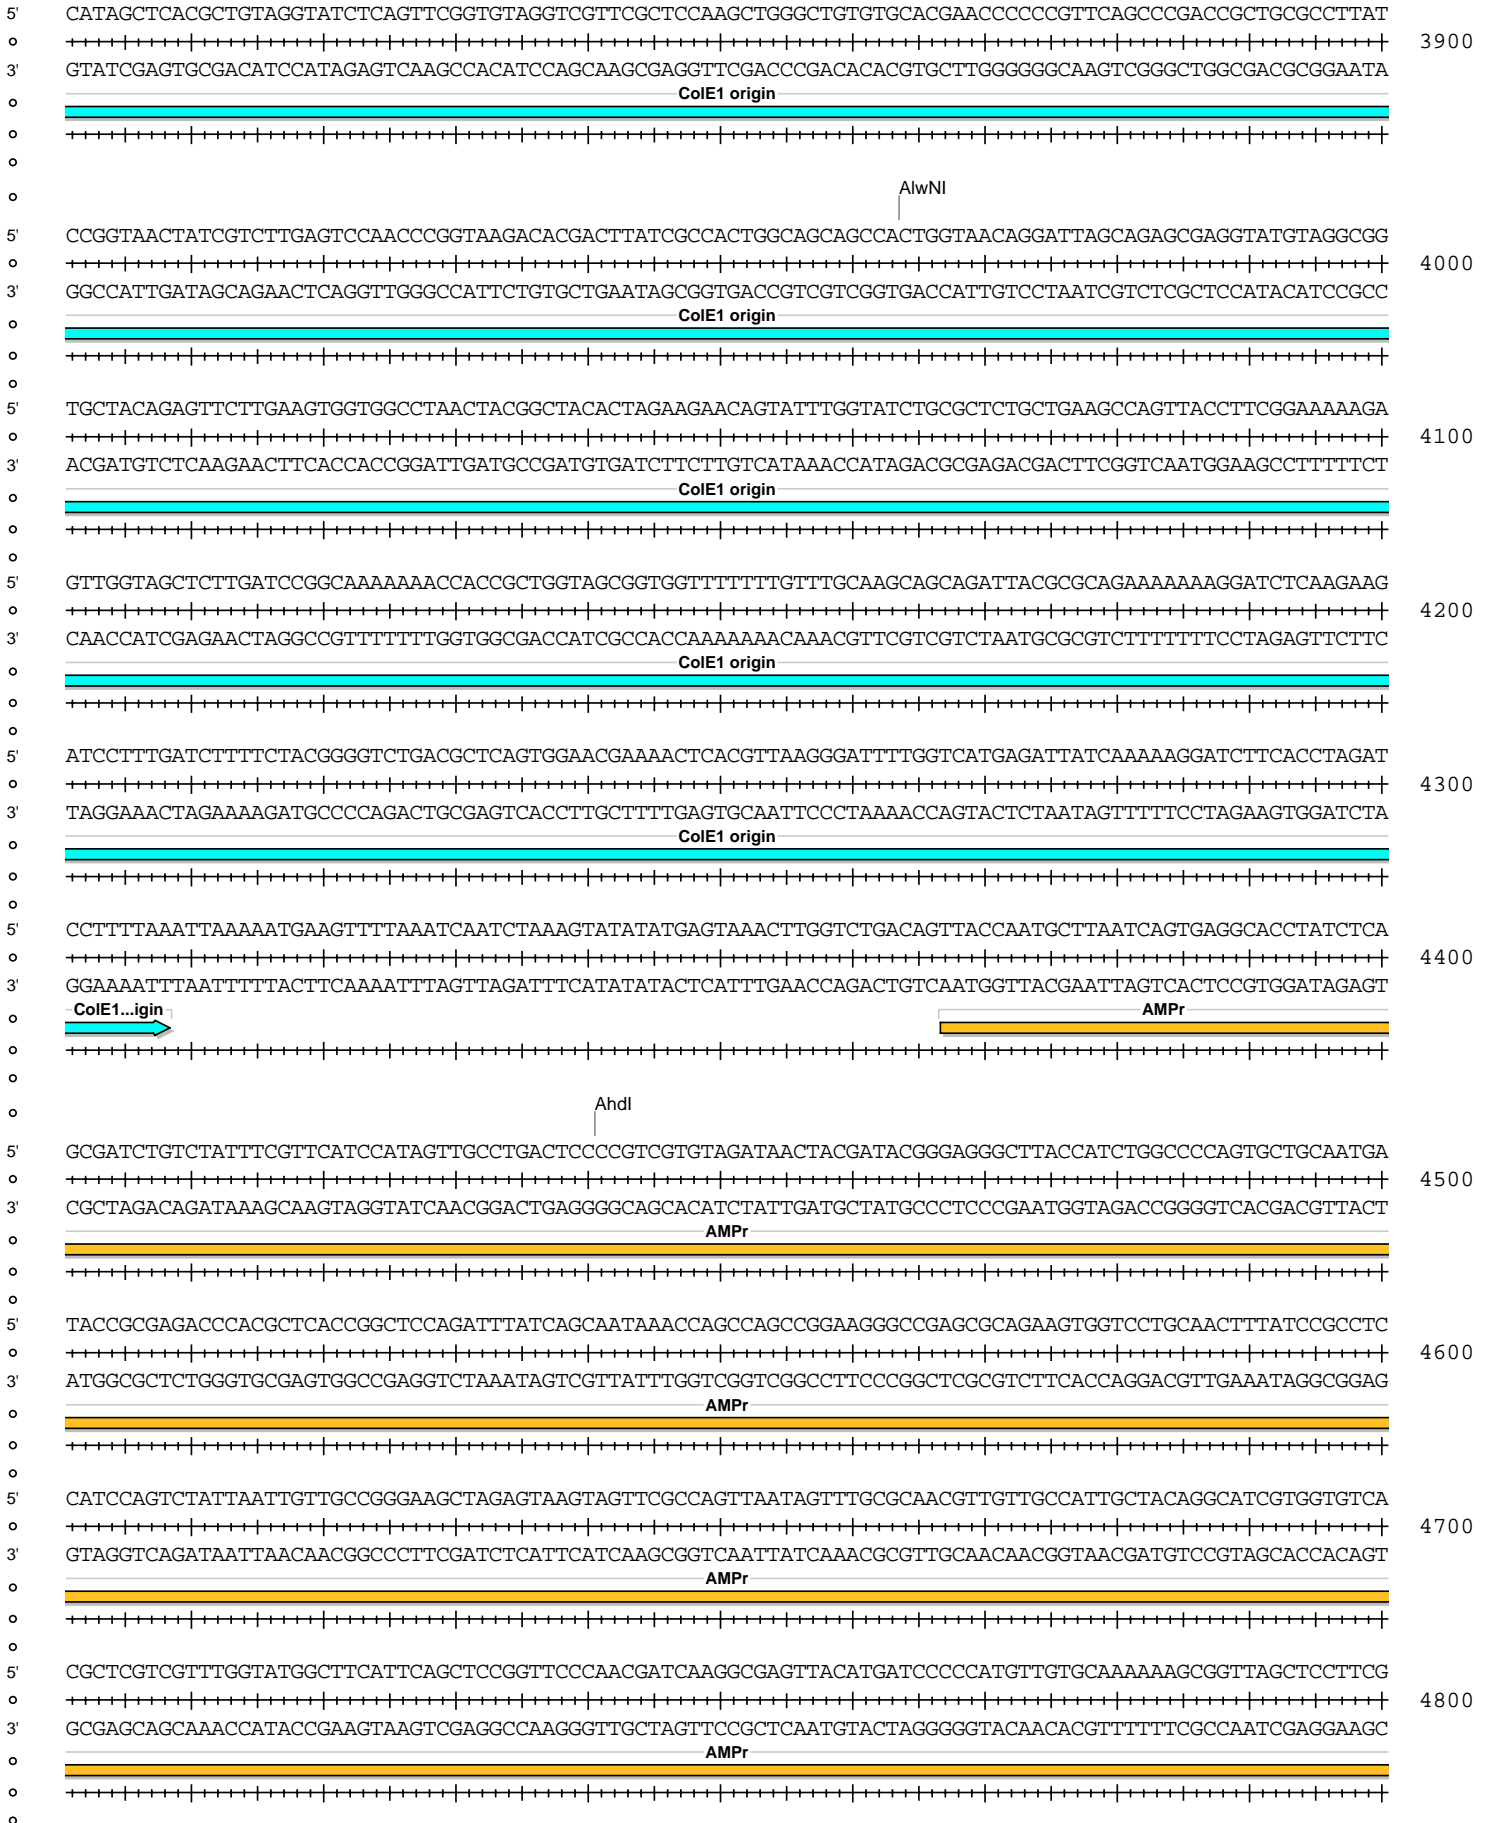 5' CATAGCTCACGCTGTAGGTATCTCAGTTCGGTGTAGGTCGTTCGCTCCAAGCTGGGCTGTGTGCACGAACCCCCCGTTCAGCCCGACCGCTGCGCCTTAT
3900
3' GTATCGAGTGCGACATCCATAGAGTCAAGCCACATCCAGCAAGCGAGGTTCGACCCGACACACGTGCTTGGGGGGCAAGTCGGGCTGGCGACGCGGAATA
ColE1 origin
AlwNI
5' CCGGTAACTATCGTCTTGAGTCCAACCCGGTAAGACACGACTTATCGCCACTGGCAGCAGCCACTGGTAACAGGATTAGCAGAGCGAGGTATGTAGGCGG
4000
3' GGCCATTGATAGCAGAACTCAGGTTGGGCCATTCTGTGCTGAATAGCGGTGACCGTCGTCGGTGACCATTGTCCTAATCGTCTCGCTCCATACATCCGCC
ColE1 origin
5' TGCTACAGAGTTCTTGAAGTGGTGGCCTAACTACGGCTACACTAGAAGAACAGTATTTGGTATCTGCGCTCTGCTGAAGCCAGTTACCTTCGGAAAAAGA
4100
3' ACGATGTCTCAAGAACTTCACCACCGGATTGATGCCGATGTGATCTTCTTGTCATAAACCATAGACGCGAGACGACTTCGGTCAATGGAAGCCTTTTTCT
ColE1 origin
5' GTTGGTAGCTCTTGATCCGGCAAAAAAACCACCGCTGGTAGCGGTGGTTTTTTTGTTTGCAAGCAGCAGATTACGCGCAGAAAAAAAGGATCTCAAGAAG
4200
3' CAACCATCGAGAACTAGGCCGTTTTTTTGGTGGCGACCATCGCCACCAAAAAAACAAACGTTCGTCGTCTAATGCGCGTCTTTTTTTCCTAGAGTTCTTC
ColE1 origin
5' ATCCTTTGATCTTTTCTACGGGGTCTGACGCTCAGTGGAACGAAAACTCACGTTAAGGGATTTTGGTCATGAGATTATCAAAAAGGATCTTCACCTAGAT
4300
3' TAGGAAACTAGAAAAGATGCCCCAGACTGCGAGTCACCTTGCTTTTGAGTGCAATTCCCTAAAACCAGTACTCTAATAGTTTTTCCTAGAAGTGGATCTA
ColE1 origin
5' CCTTTTAAATTAAAAATGAAGTTTTAAATCAATCTAAAGTATATATGAGTAAACTTGGTCTGACAGTTACCAATGCTTAATCAGTGAGGCACCTATCTCA
4400
3' GGAAAATTTAATTTTTACTTCAAAATTTAGTTAGATTTCATATATACTCATTTGAACCAGACTGTCAATGGTTACGAATTAGTCACTCCGTGGATAGAGT
ColE1...igin AMPr
AhdI
5' GCGATCTGTCTATTTCGTTCATCCATAGTTGCCTGACTCCCCGTCGTGTAGATAACTACGATACGGGAGGGCTTACCATCTGGCCCCAGTGCTGCAATGA
4500
3' CGCTAGACAGATAAAGCAAGTAGGTATCAACGGACTGAGGGGCAGCACATCTATTGATGCTATGCCCTCCCGAATGGTAGACCGGGGTCACGACGTTACT
AMPr
5' TACCGCGAGACCCACGCTCACCGGCTCCAGATTTATCAGCAATAAACCAGCCAGCCGGAAGGGCCGAGCGCAGAAGTGGTCCTGCAACTTTATCCGCCTC
4600
3' ATGGCGCTCTGGGTGCGAGTGGCCGAGGTCTAAATAGTCGTTATTTGGTCGGTCGGCCTTCCCGGCTCGCGTCTTCACCAGGACGTTGAAATAGGCGGAG
AMPr
5' CATCCAGTCTATTAATTGTTGCCGGGAAGCTAGAGTAAGTAGTTCGCCAGTTAATAGTTTGCGCAACGTTGTTGCCATTGCTACAGGCATCGTGGTGTCA
4700
3' GTAGGTCAGATAATTAACAACGGCCCTTCGATCTCATTCATCAAGCGGTCAATTATCAAACGCGTTGCAACAACGGTAACGATGTCCGTAGCACCACAGT
AMPr
5' CGCTCGTCGTTTGGTATGGCTTCATTCAGCTCCGGTTCCCAACGATCAAGGCGAGTTACATGATCCCCCATGTTGTGCAAAAAAGCGGTTAGCTCCTTCG
4800
3' GCGAGCAGCAAACCATACCGAAGTAAGTCGAGGCCAAGGGTTGCTAGTTCCGCTCAATGTACTAGGGGGTACAACACGTTTTTTCGCCAATCGAGGAAGC
AMPr